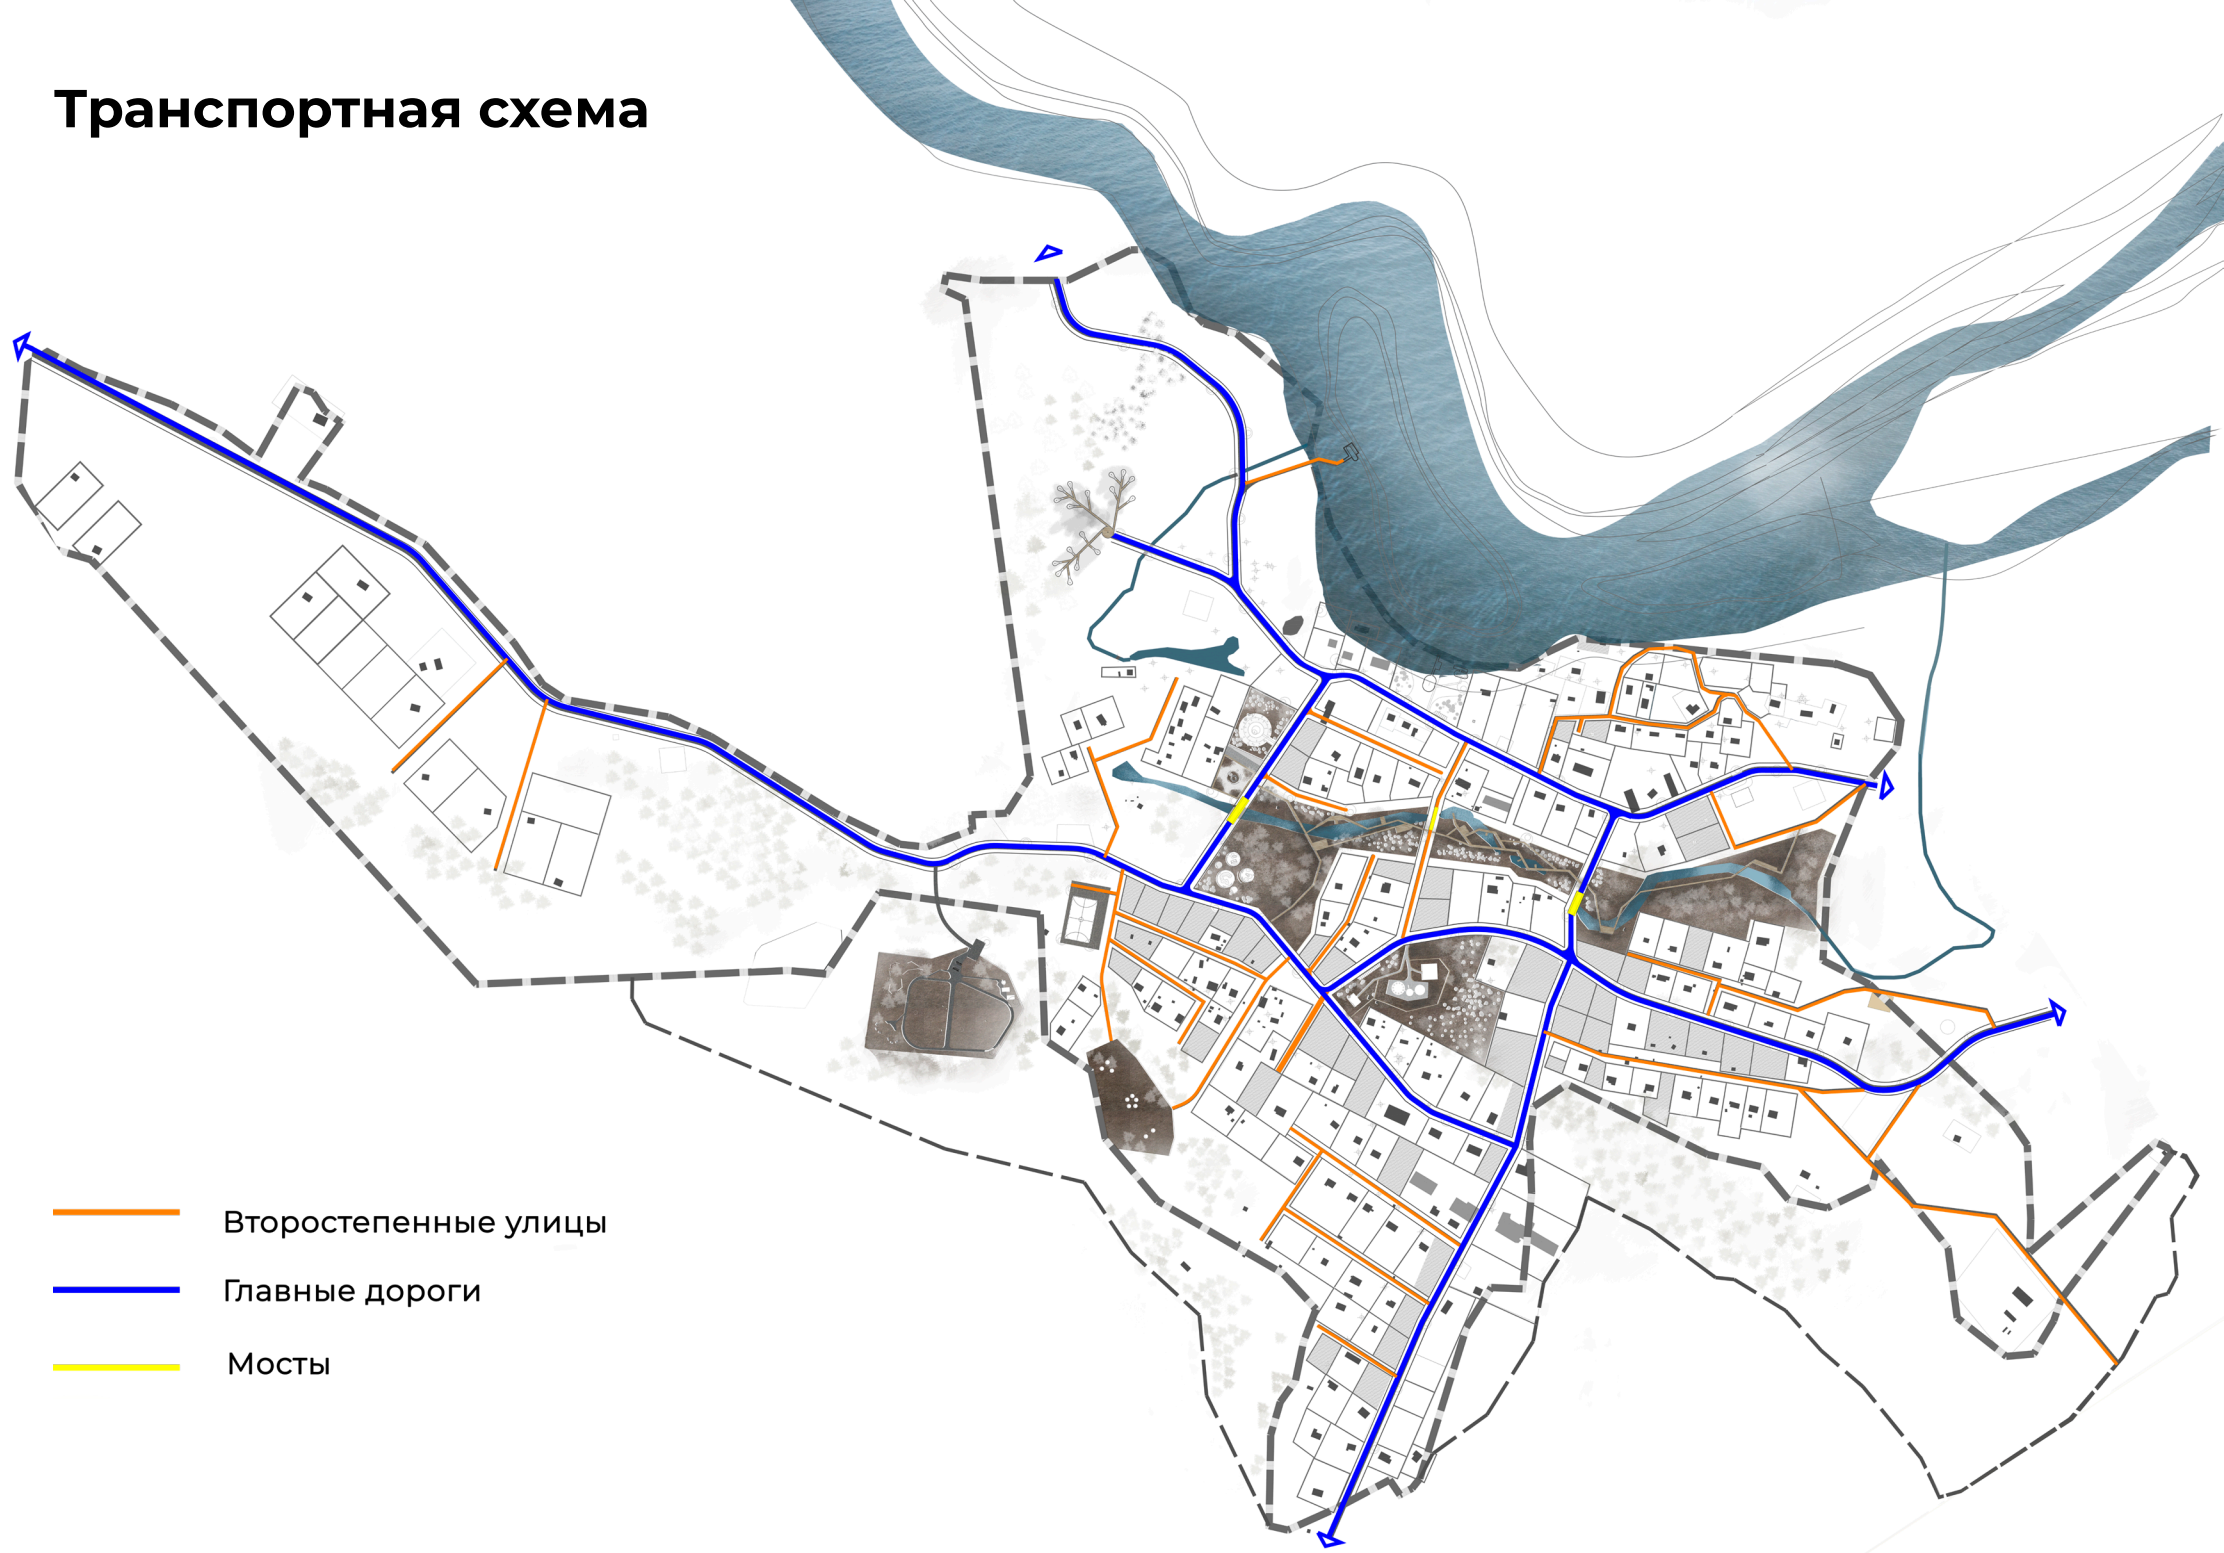 Транспортная схема
Второстепенные улицы
Главные дороги
Мосты